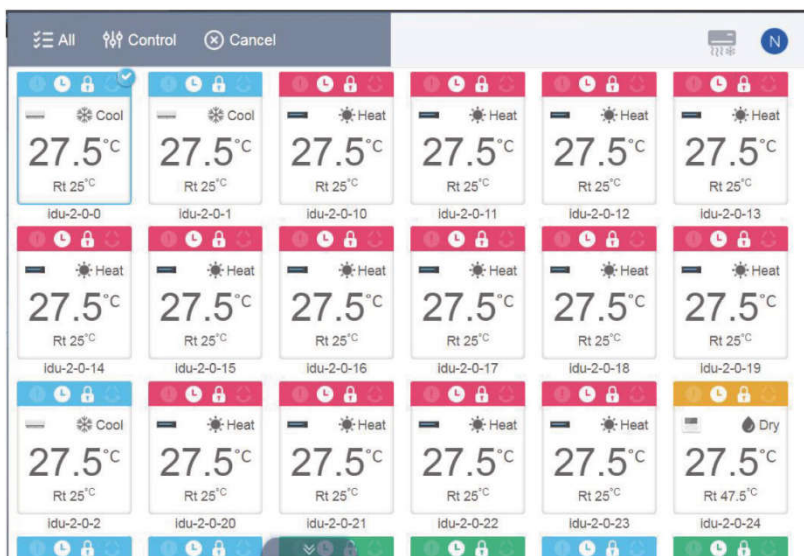 All Control Cancel N
Cool Cool Heat Heat Heat Heat
27.5°C 27.5°C 27.5°C 27.5°C 27.5°C 27.5°C
Rt 25°C Rt 25°C Rt 25°C Rt 25°C Rt 25°C Rt 25°C
idu-2-0-0 idu-2-0-1 idu-2-0-10 idu-2-0-11 idu-2-0-12 idu-2-0-13
Heat Heat Heat Heat Heat Heat
27.5°C 27.5°C 27.5°C 27.5°C 27.5°C 27.5°C
Rt 25°C Rt 25°C Rt 25°C Rt 25°C Rt 25°C Rt 25°C
idu-2-0-14 idu-2-0-15 idu-2-0-16 idu-2-0-17 idu-2-0-18 idu-2-0-19
Cool Heat Heat Heat Heat Dry
27.5°C 27.5°C 27.5°C 27.5°C 27.5°C 27.5°C
Rt 25°C Rt 25°C Rt 25°C Rt 25°C Rt 25°C Rt 47.5°C
idu-2-0-2 idu-2-0-20 idu-2-0-21 idu-2-0-22 idu-2-0-23 idu-2-0-24